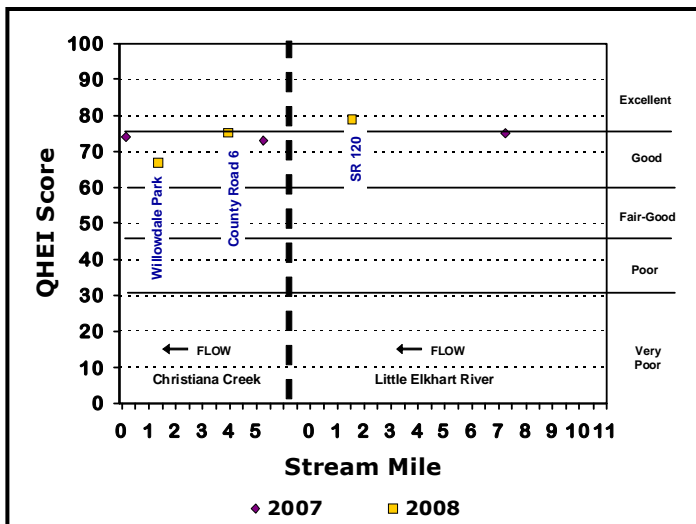 QHEI Score
100
90
80
70
60
50
40
30
20
10
0
Excellent
Good
Fair-Good
Poor
Very
Poor
Willowdale Park
County Road 6
SR 120
FLOW
FLOW
Christiana Creek
Little Elkhart River
0 1 2 3 4 5 0 1 2 3 4 5 6 7 8 9 10 11
Stream Mile
2007 2008